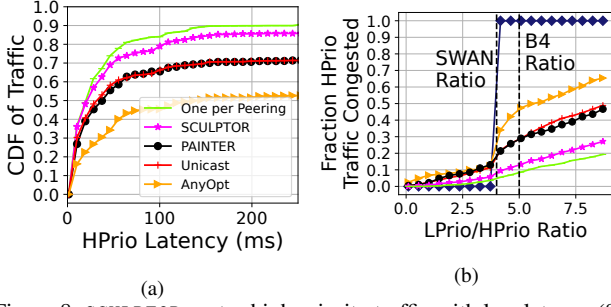 CDF of Traffic
1.0
0.9
0.8
0.7
0.6
0.5
0.4
0.3
0.2
0.1
0.0
One per Peering
SCULPTOR
PAINTER
Unicast
AnyOpt
0
100
200
HPrio Latency (ms)
(a)
Fraction HPrio
Traffic Congested
1.0
0.9
0.8
0.7
0.6
0.5
0.4
0.3
0.2
0.1
0.0
SWAN
Ratio
B4
Ratio
0.0
2.5
5.0
7.5
LPrio/HPrio Ratio
(b)